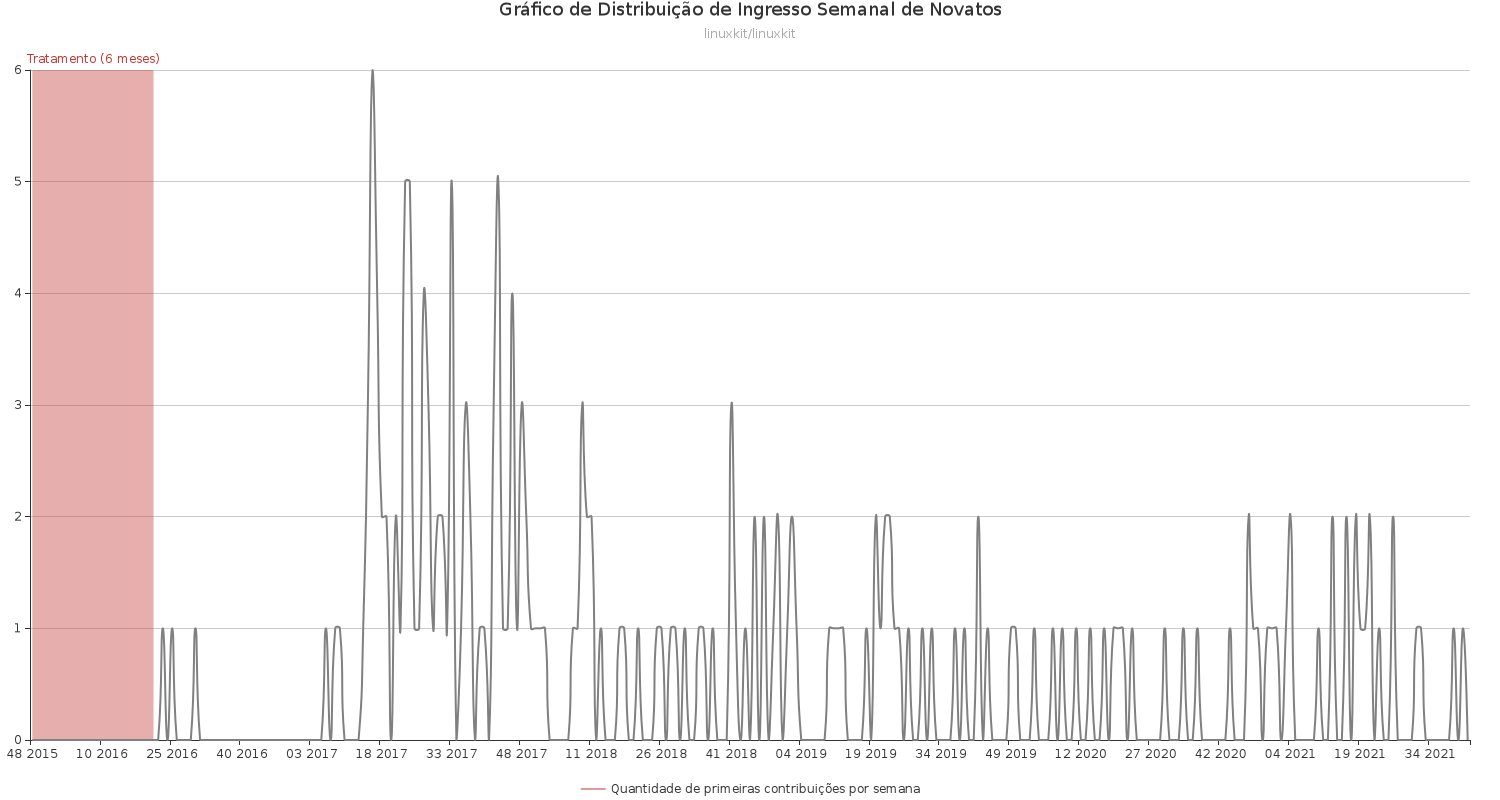 Gráfico de Distribuição de Ingresso Semanal de Novatos
linuxkit/linuxkit
Tratamento (6 meses)
6
5
4
3
2
1
0
48 2015 10 2016 25 2016 40 2016 03 2017 18 2017 33 2017 48 2017 11 2018 26 2018 41 2018 04 2019 19 2019 34 2019 49 2019 12 2020 27 2020 42 2020 04 2021 19 2021 34 2021
Quantidade de primeiras contribuições por semana